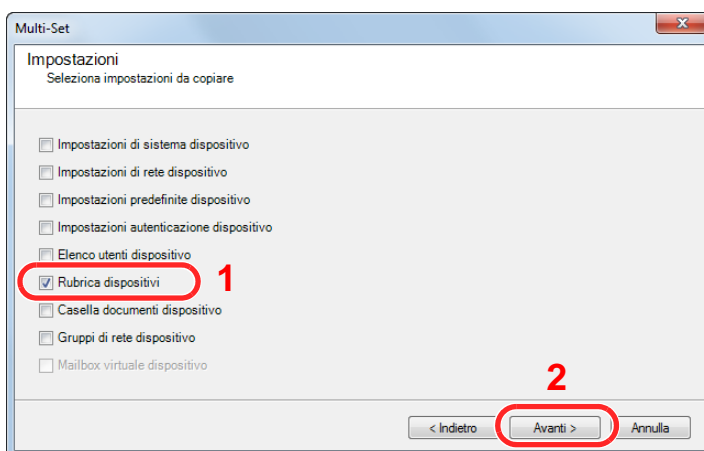 Multi-Set
Impostazioni
Seleziona impostazioni da copiare
Impostazioni di sistema dispositivo
Impostazioni di rete dispositivo
Impostazioni predefinite dispositivo
Impostazioni autenticazione dispositivo
Elenco utenti dispositivo
Rubrica dispositivi 1
Casella documenti dispositivo
Gruppi di rete dispositivo
Mailbox virtuale dispositivo
2
< Indietro Avanti > Annulla